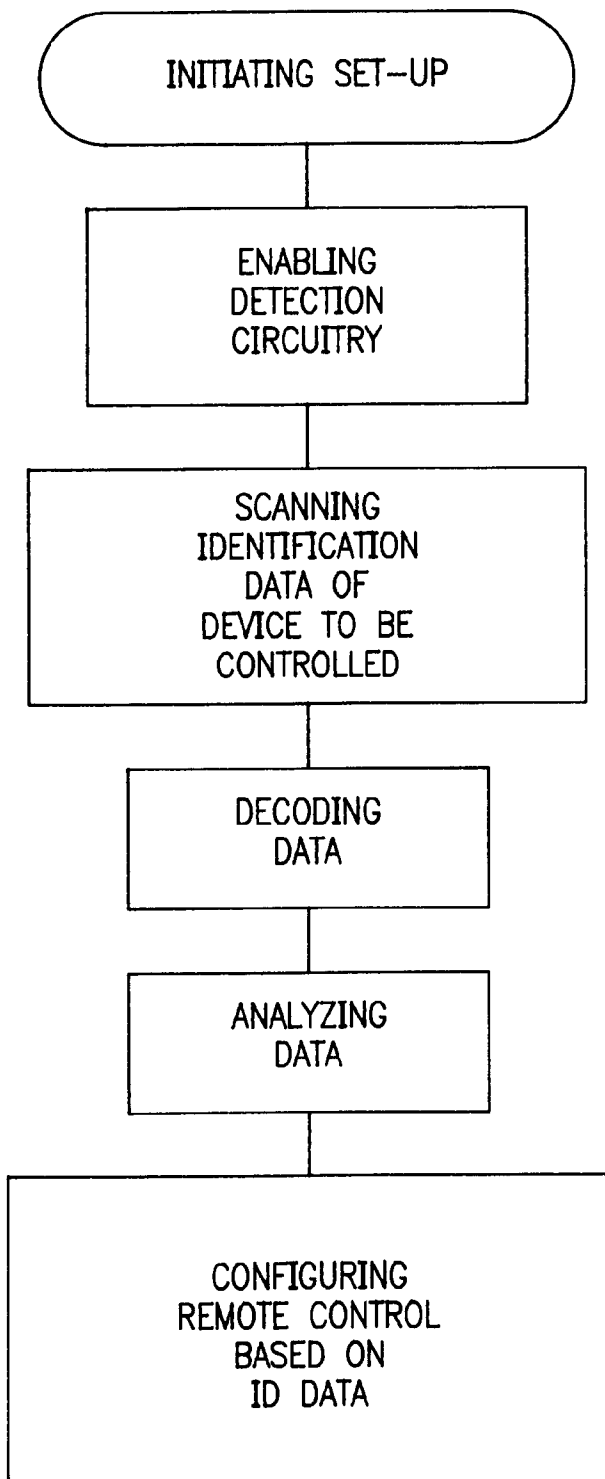 INITIATING SET-UP
ENABLING
DETECTION
CIRCUITRY
SCANNING
IDENTIFICATION
DATA OF
DEVICE TO BE
CONTROLLED
DECODING
DATA
ANALYZING
DATA
CONFIGURING
REMOTE CONTROL
BASED ON
ID DATA